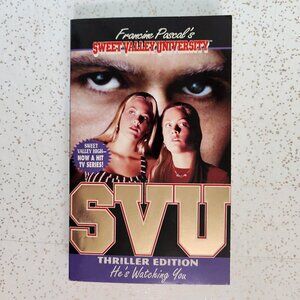 Francine Pascal's
SWEET VALLEY UNIVERSITY
SWEET
VALLEY HIGH—
NOW A HIT
TV SERIES!
SVU
THRILLER EDITION
He's Watching You